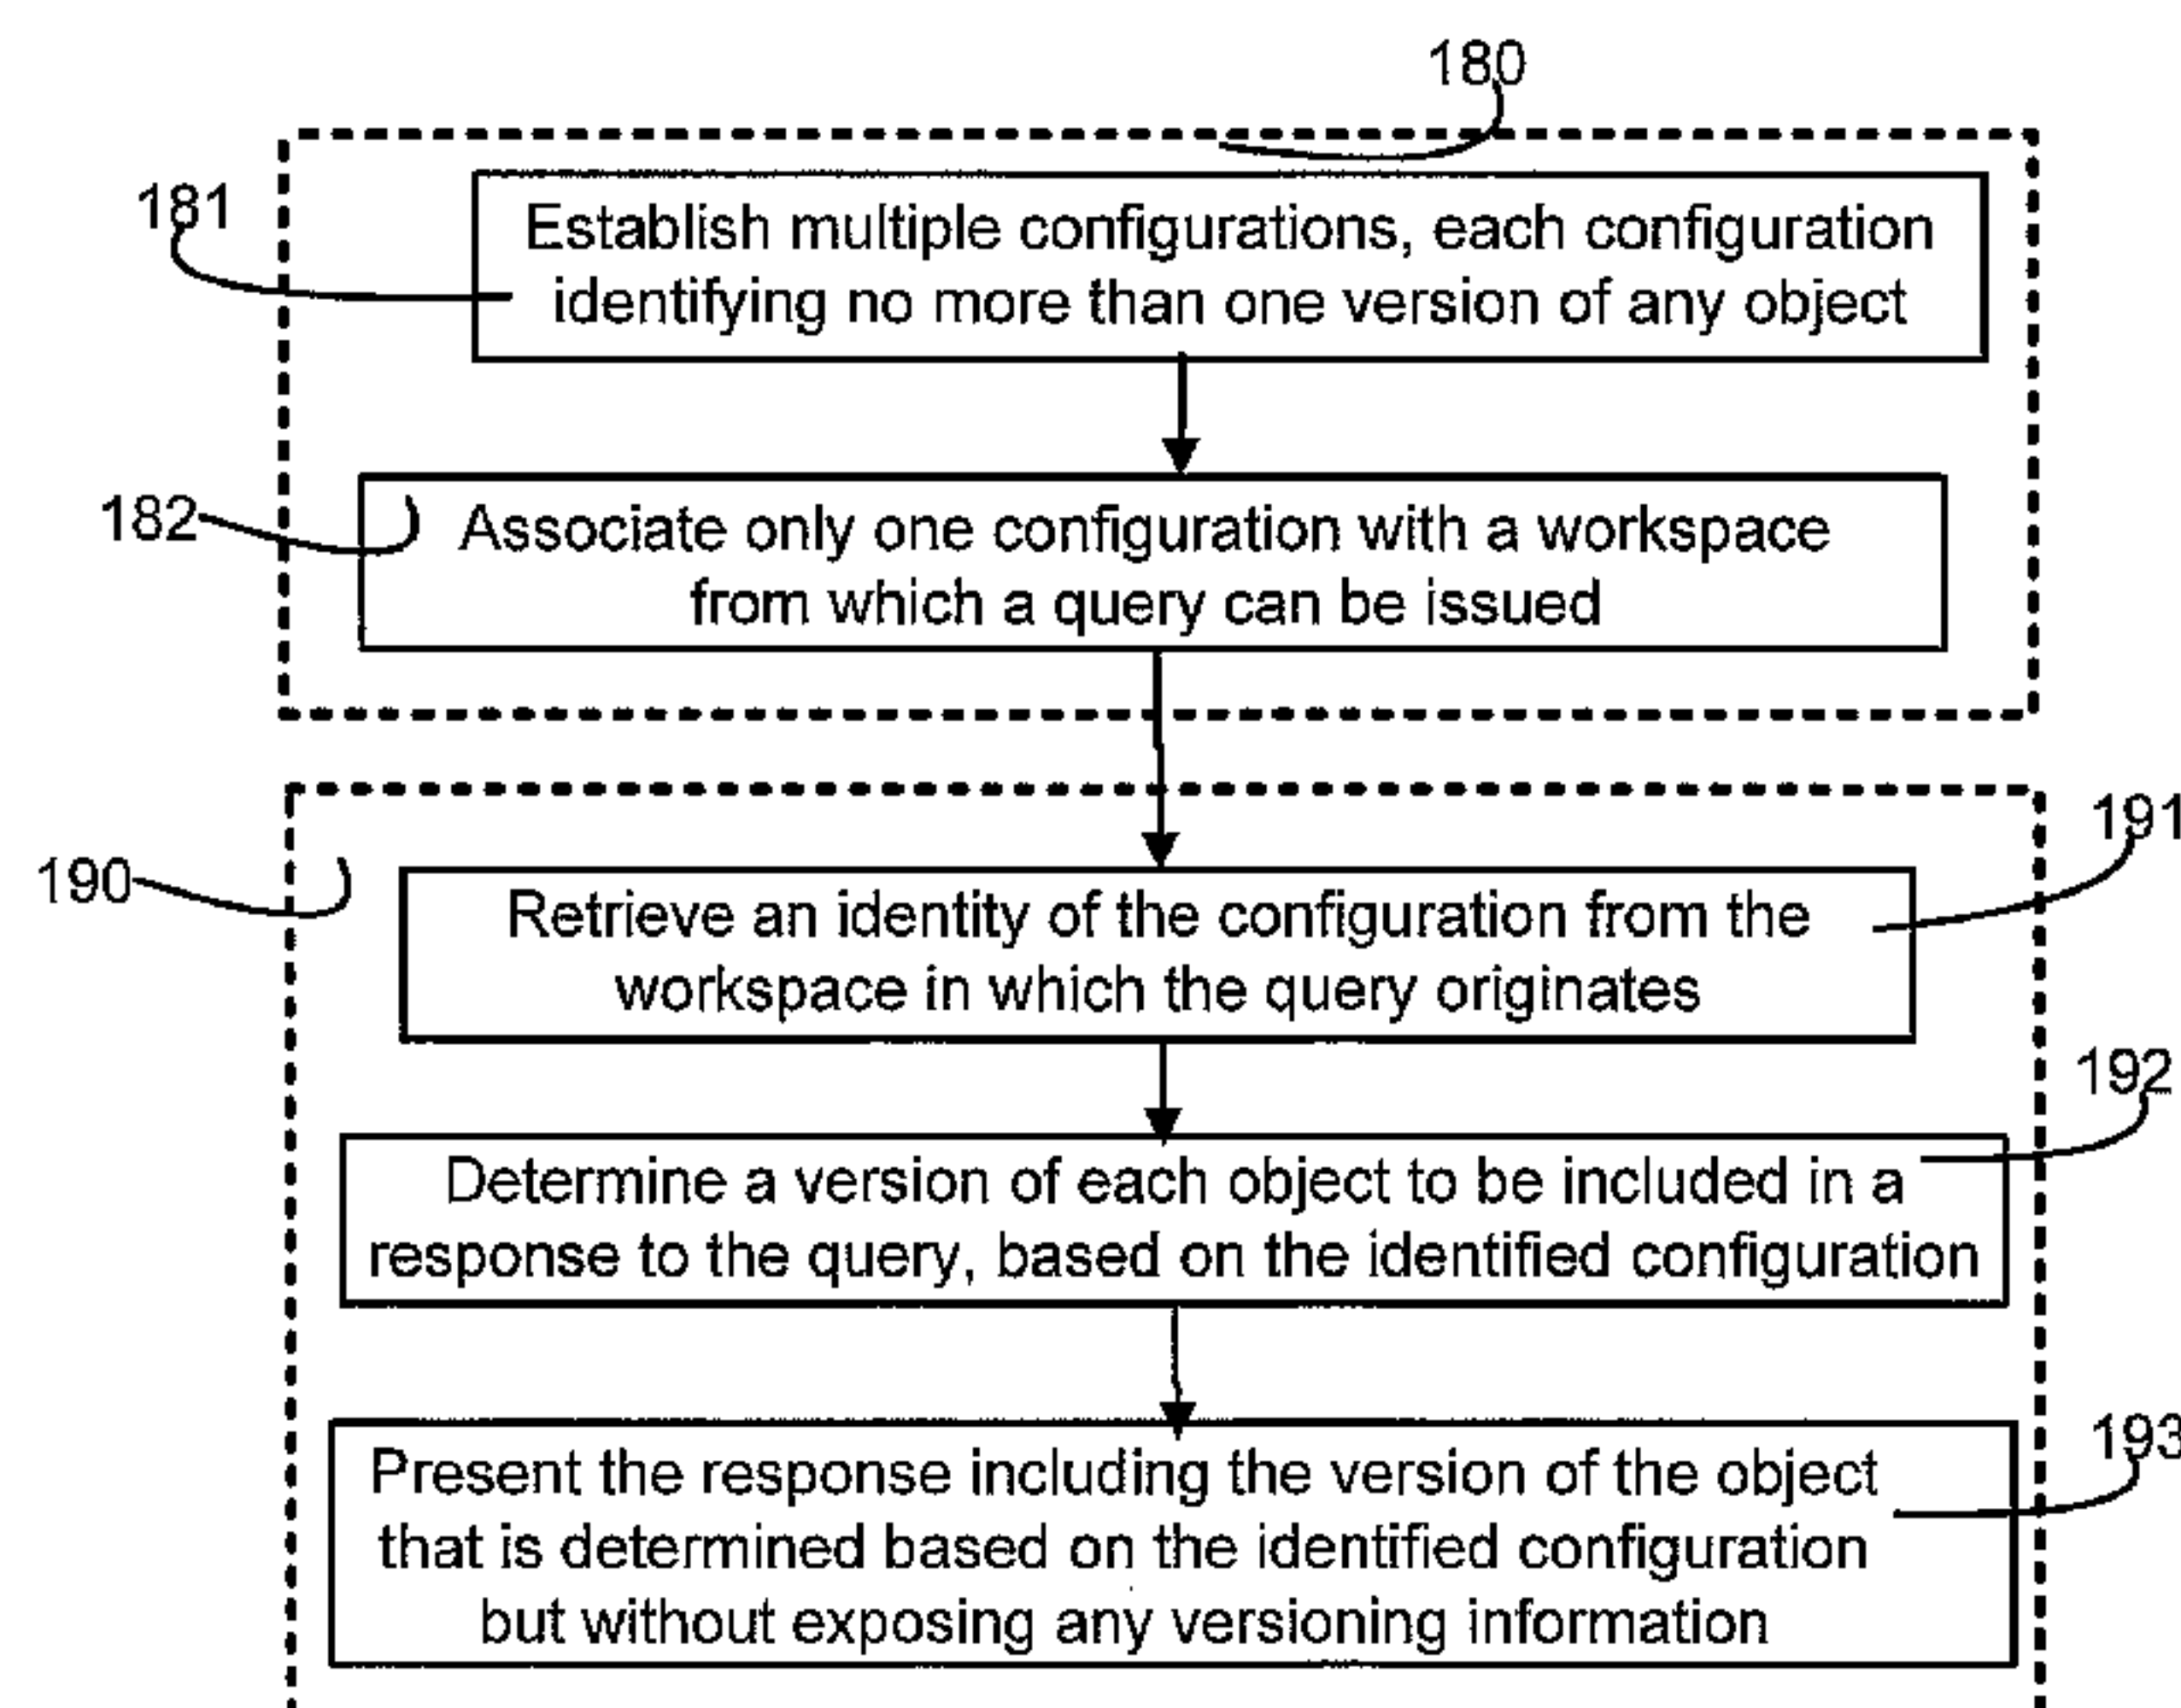 180
181
Establish multiple configurations, each configuration
identifying no more than one version of any object
182
Associate only one configuration with a workspace
from which a query can be issued
191
190
Retrieve an identity of the configuration from the
workspace in which the query originates
192
Determine a version of each object to be included in a
response to the query, based on the identified configuration
193
Present the response including the version of the object
that is determined based on the identified configuration
but without exposing any versioning information